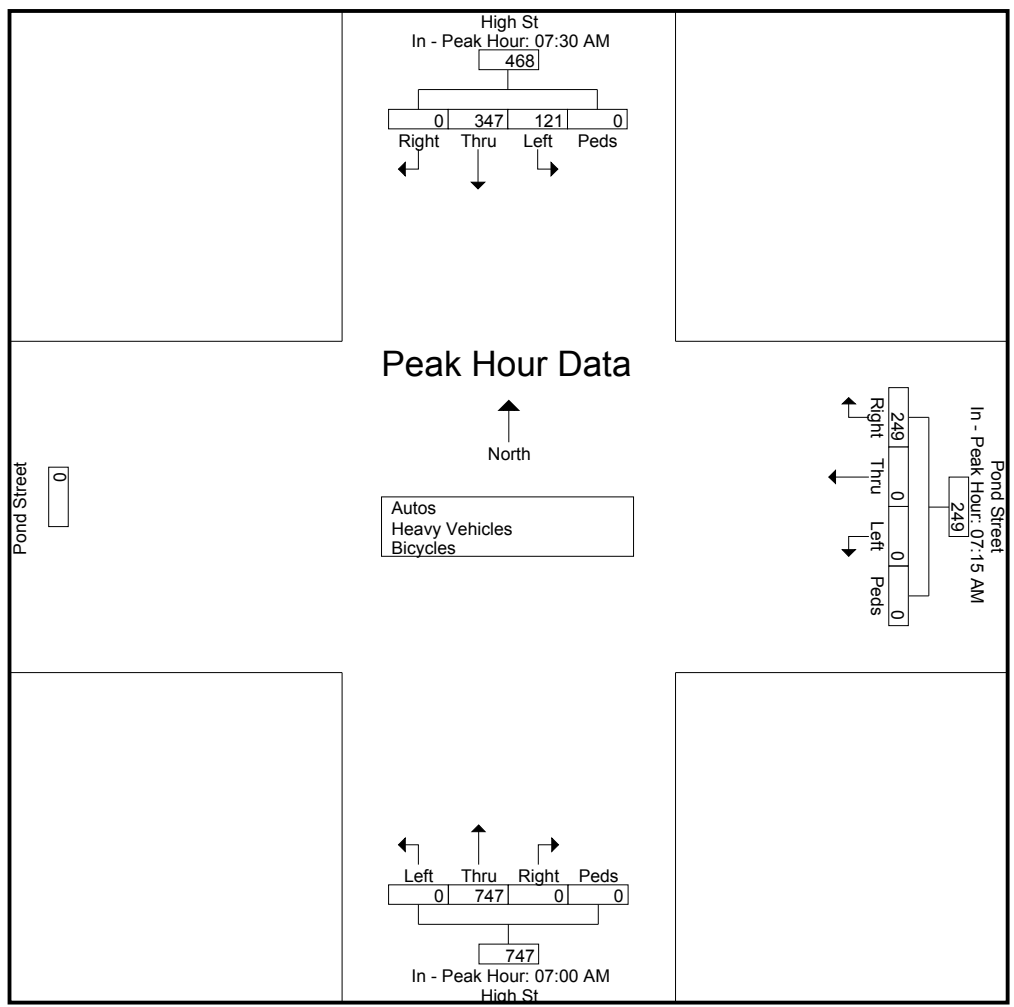 High St
In - Peak Hour: 07:30 AM
468
0 347 121 0
Right Thru Left Peds
Peak Hour Data
North
Autos
Heavy Vehicles
Bicycles
Pond Street
0
Pond Street
In - Peak Hour: 07:15 AM
249
249 0 0 0
Right Thru Left Peds
Left Thru Right Peds
0 747 0 0
747
In - Peak Hour: 07:00 AM
High St